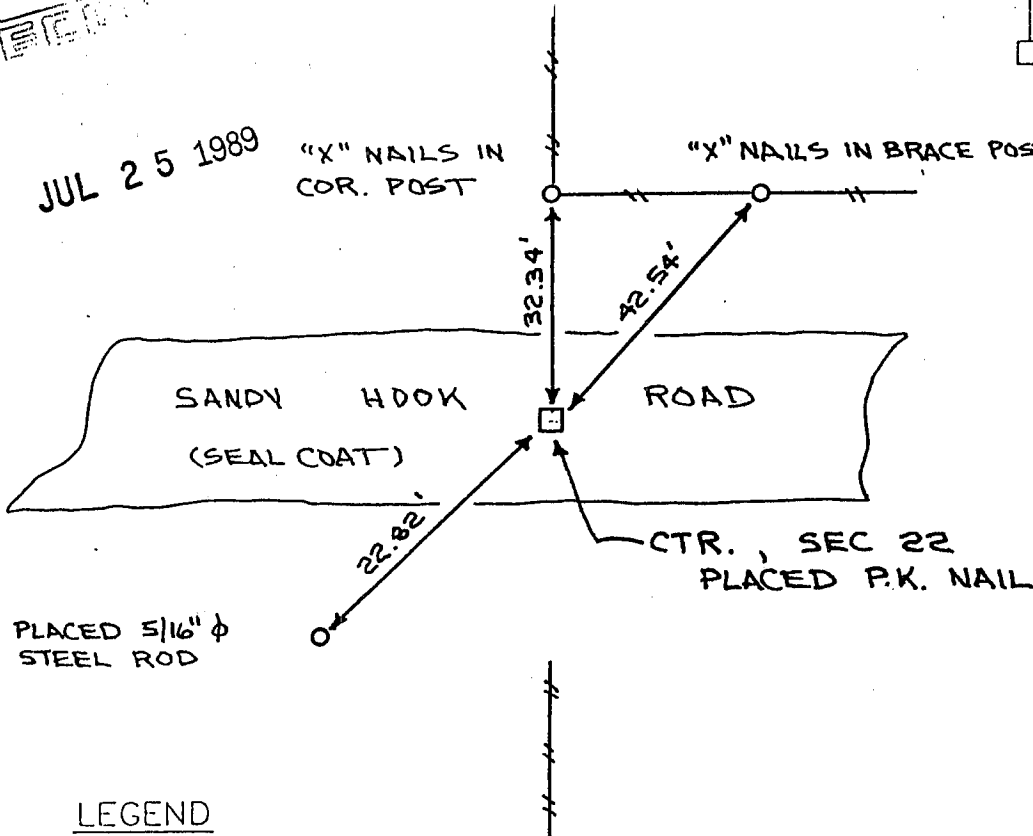 JUL 25 1989
"X" NAILS IN
COR. POST
"X" NAILS IN BRACE POS
32.34'
42.54'
SANDY HOOK ROAD
(SEAL COAT)
22.82'
CTR., SEC 22
PLACED P.K. NAIL
PLACED 5/16" ϕ
STEEL ROD
LEGEND